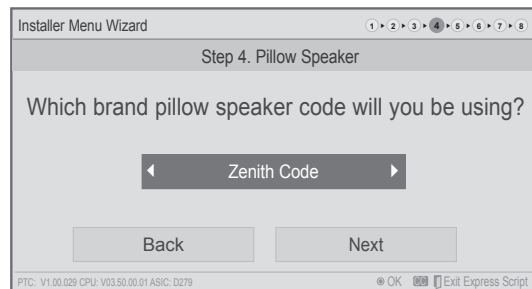 Installer Menu Wizard 1 2 3 4 5 6 7 8
Step 4. Pillow Speaker
Which brand pillow speaker code will you be using?
Zenith Code
Back Next
PTC: V1.00.029 CPU: V03.50.00.01 ASIC: D279 OK Exit Express Script